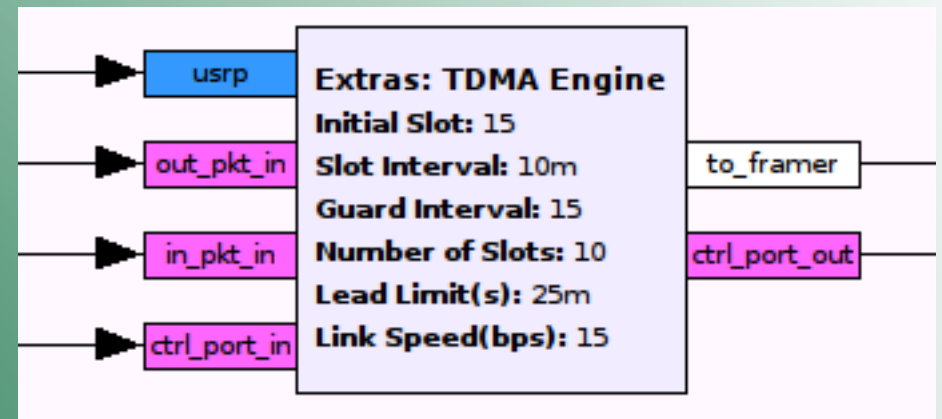 usrp
out_pkt_in
in_pkt_in
ctrl_port_in
Extras: TDMA Engine
Initial Slot: 15
Slot Interval: 10m
Guard Interval: 15
Number of Slots: 10
Lead Limit(s): 25m
Link Speed(bps): 15
to_framer
ctrl_port_out